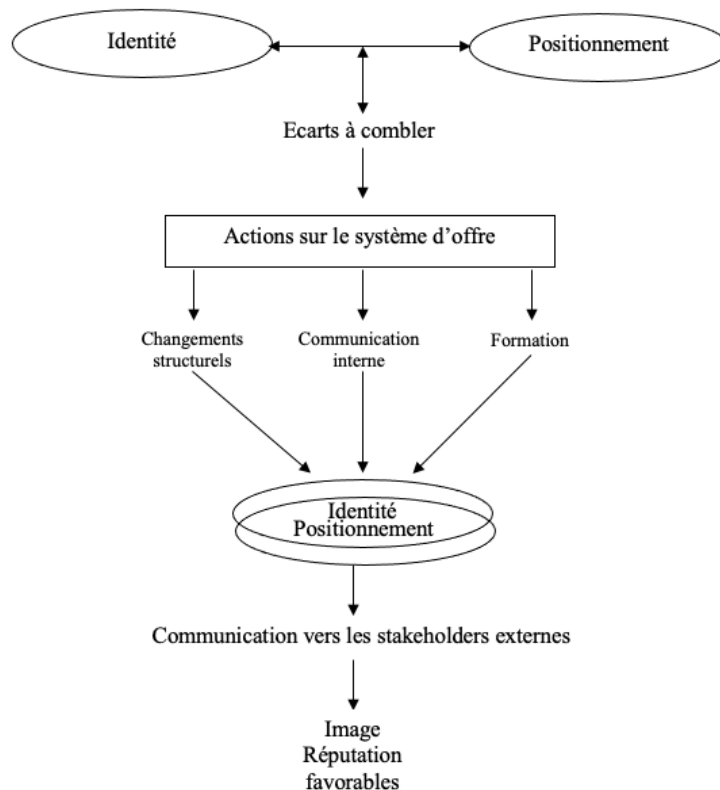 Identité
Positionnement
Ecarts à combler
Actions sur le système d’offre
Changements
structurels
Communication
interne
Formation
Identité
Positionnement
Communication vers les stakeholders externes
Image
Réputation
favorables